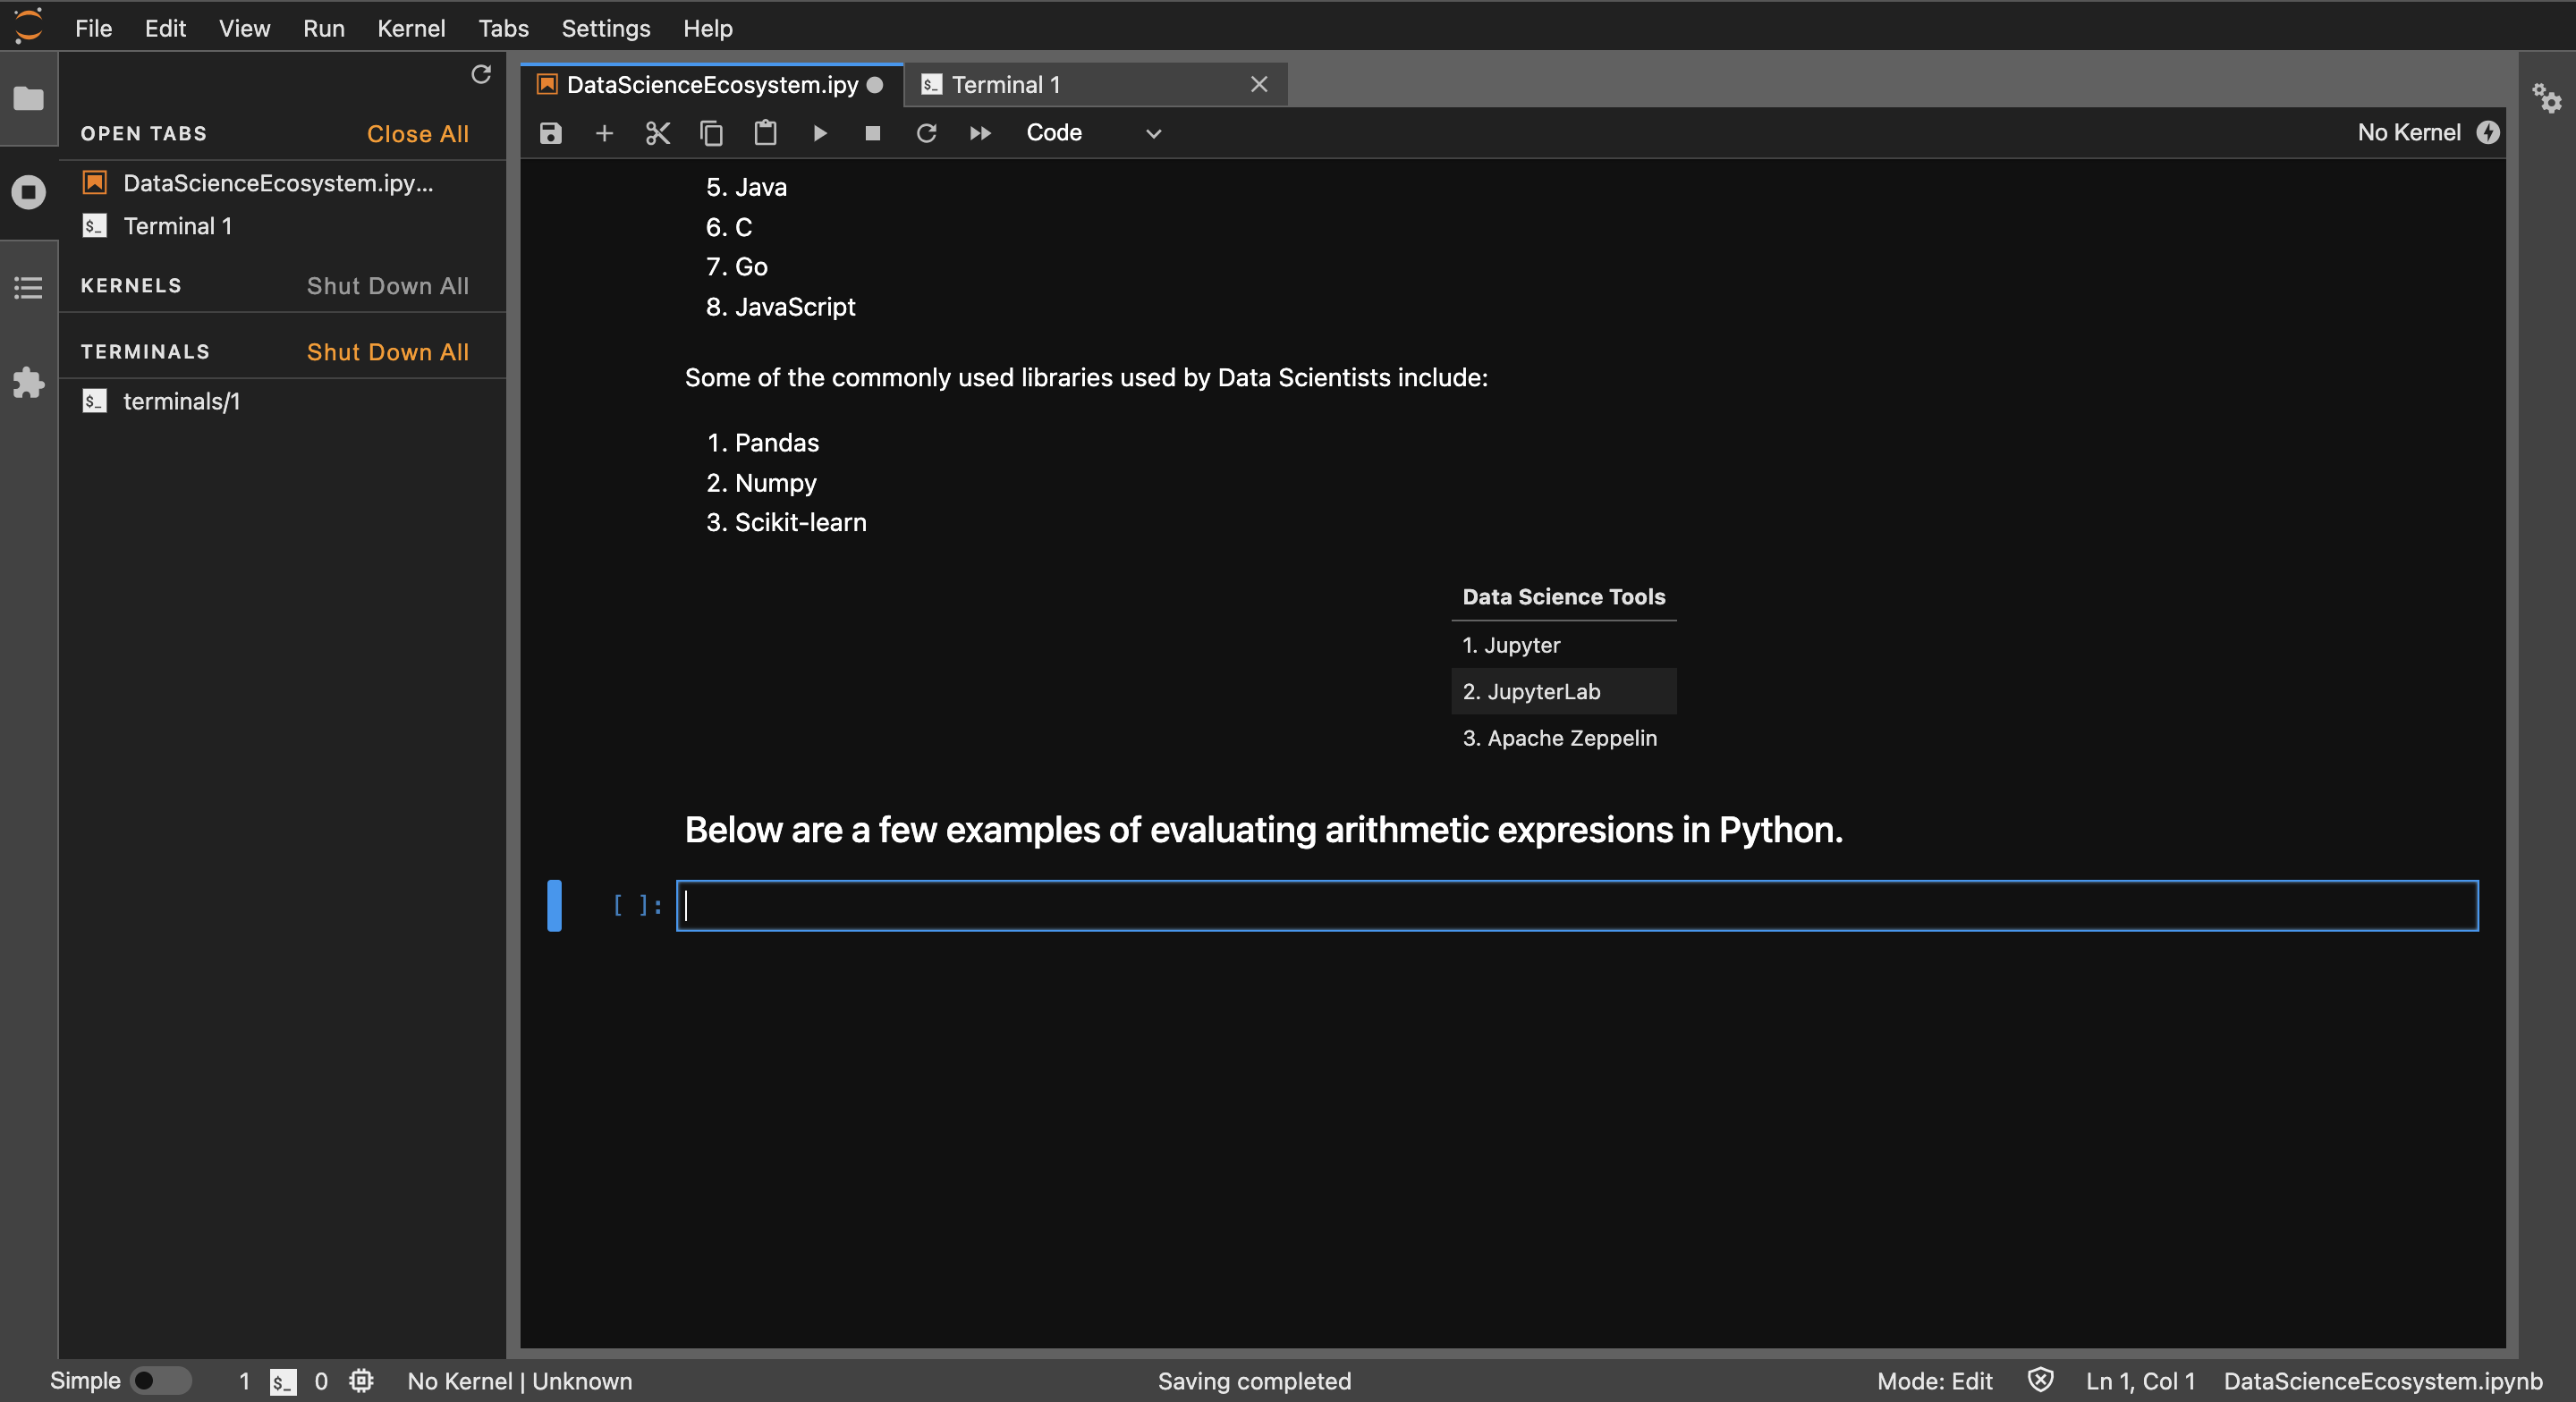 File Edit View Run Kernel Tabs Settings Help
OPEN TABS Close All
DataScienceEcosystem.ipy...
Terminal 1
KERNELS Shut Down All
TERMINALS Shut Down All
terminals/1
DataScienceEcosystem.ipy Terminal 1
Code No Kernel
5. Java
6. C
7. Go
8. JavaScript
Some of the commonly used libraries used by Data Scientists include:
1. Pandas
2. Numpy
3. Scikit-learn
Data Science Tools
1. Jupyter
2. JupyterLab
3. Apache Zeppelin
Below are a few examples of evaluating arithmetic expresions in Python.
[ ]:
Simple 1 $_ 0 No Kernel | Unknown Saving completed Mode: Edit Ln 1, Col 1 DataScienceEcosystem.ipynb